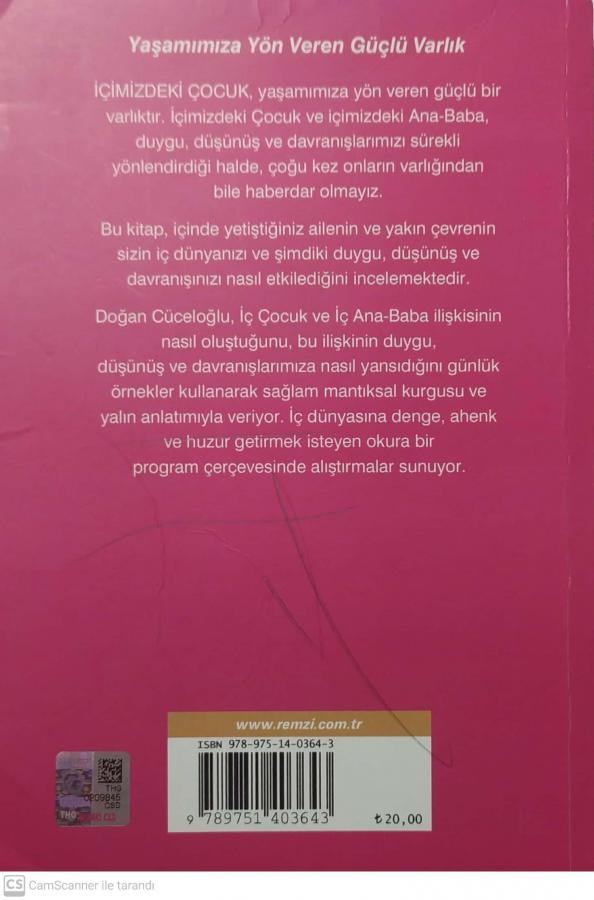 Yaşamımıza Yön Veren Güçlü Varlık
İÇİMİZDEKİ ÇOCUK, yaşamımıza yön veren güçlü bir
varlıktır. İçimizdeki Çocuk ve içimizdeki Ana-Baba,
duygu, düşünüş ve davranışlarımızı sürekli
yönlendirdiği halde, çoğu kez onların varlığından
bile haberdar olmayız.
Bu kitap, içinde yetiştiğiniz ailenin ve yakın çevrenin
sizin iç dünyanızı ve şimdiki duygu, düşünüş ve
davranışınızı nasıl etkilediğini incelemektedir.
Doğan Cüceloğlu, İç Çocuk ve İç Ana-Baba ilişkisinin
nasıl oluştuğunu, bu ilişkinin duygu,
düşünüş ve davranışlarımıza nasıl yansıdığını günlük
örnekler kullanarak sağlam mantıksal kurgusu ve
yalın anlatımıyla veriyor. İç dünyasına denge, ahenk
ve huzur getirmek isteyen okura bir
program çerçevesinde alıştırmalar sunuyor.
www.remzi.com.tr
ISBN 978-975-14-0364-3
9 789751 403643
₺20,00
THG
0209845
CSD
THG
CS CamScanner ile tarandı